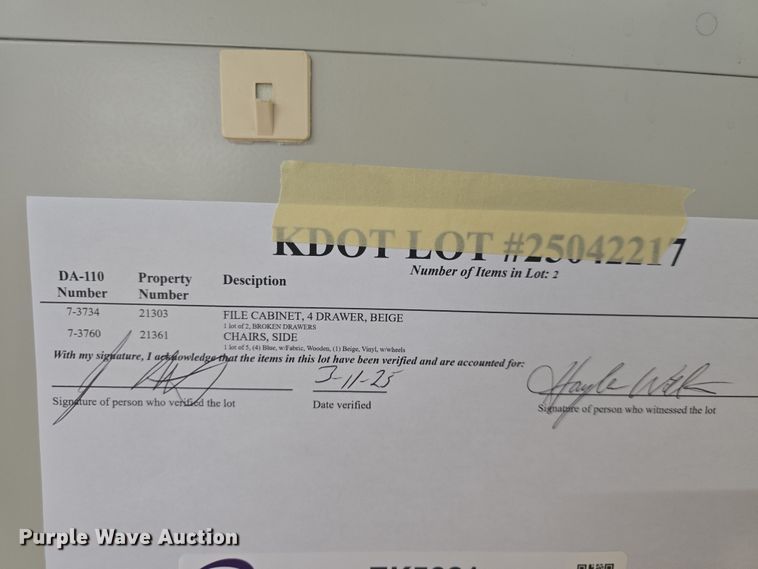 KDOT LOT #25042217
Number of Items in Lot: 2
DA-110 Number Property Number Desciption
7-3734 21303 FILE CABINET, 4 DRAWER, BEIGE
1 lot of 2, BROKEN DRAWERS
7-3760 21361 CHAIRS, SIDE
1 lot of 5, (4) Blue, w/Fabric, Wooden, (1) Beige, Vinyl, w/wheels
With my signature, I acknowledge that the items in this lot have been verified and are accounted for:
3-11-25
Signature of person who verified the lot Date verified Signature of person who witnessed the lot
Purple Wave Auction